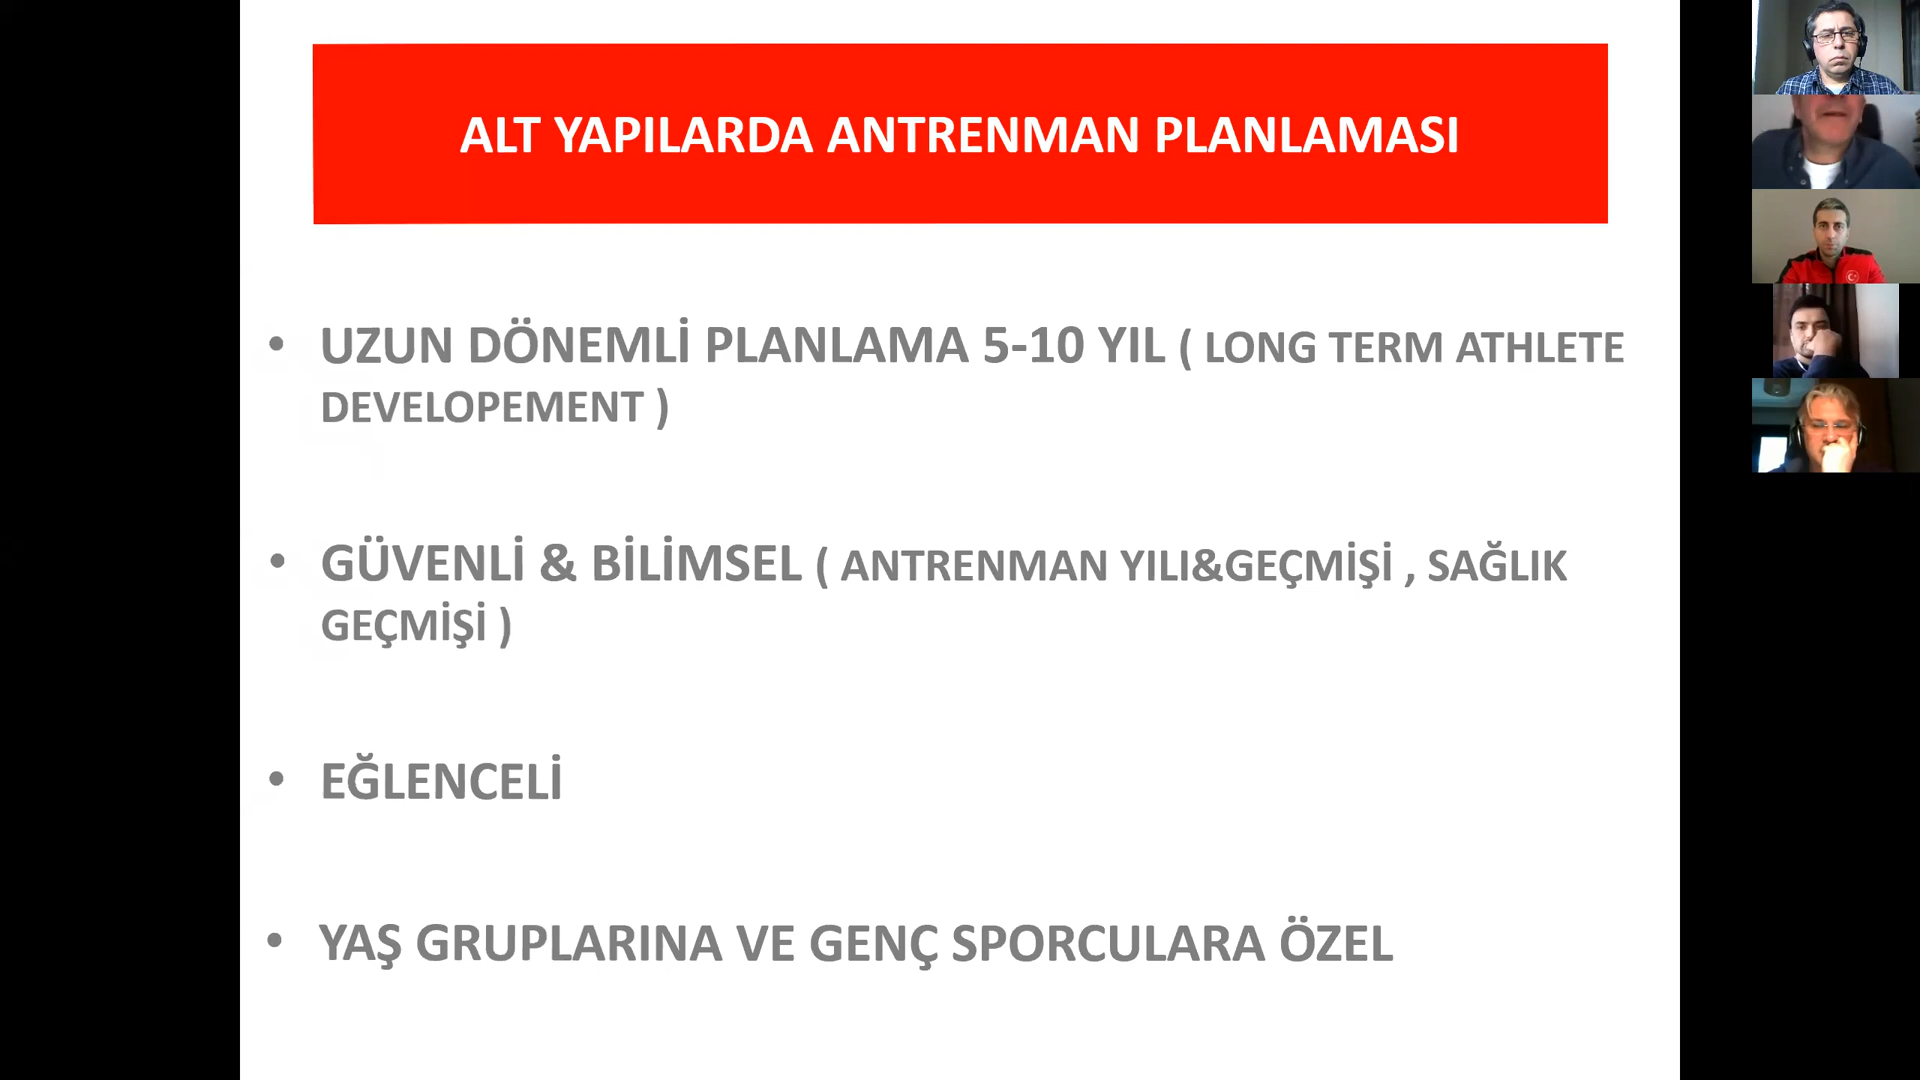 ALT YAPILARDA ANTRENMAN PLANLAMASI
• UZUN DÖNEMLİ PLANLAMA 5-10 YIL ( LONG TERM ATHLETE
DEVELOPEMENT )
• GÜVENLİ & BİLİMSEL ( ANTRENMAN YILI&GEÇMİŞİ , SAĞLIK
GEÇMİŞİ )
• EĞLENCELİ
• YAŞ GRUPLARINA VE GENÇ SPORCULARA ÖZEL